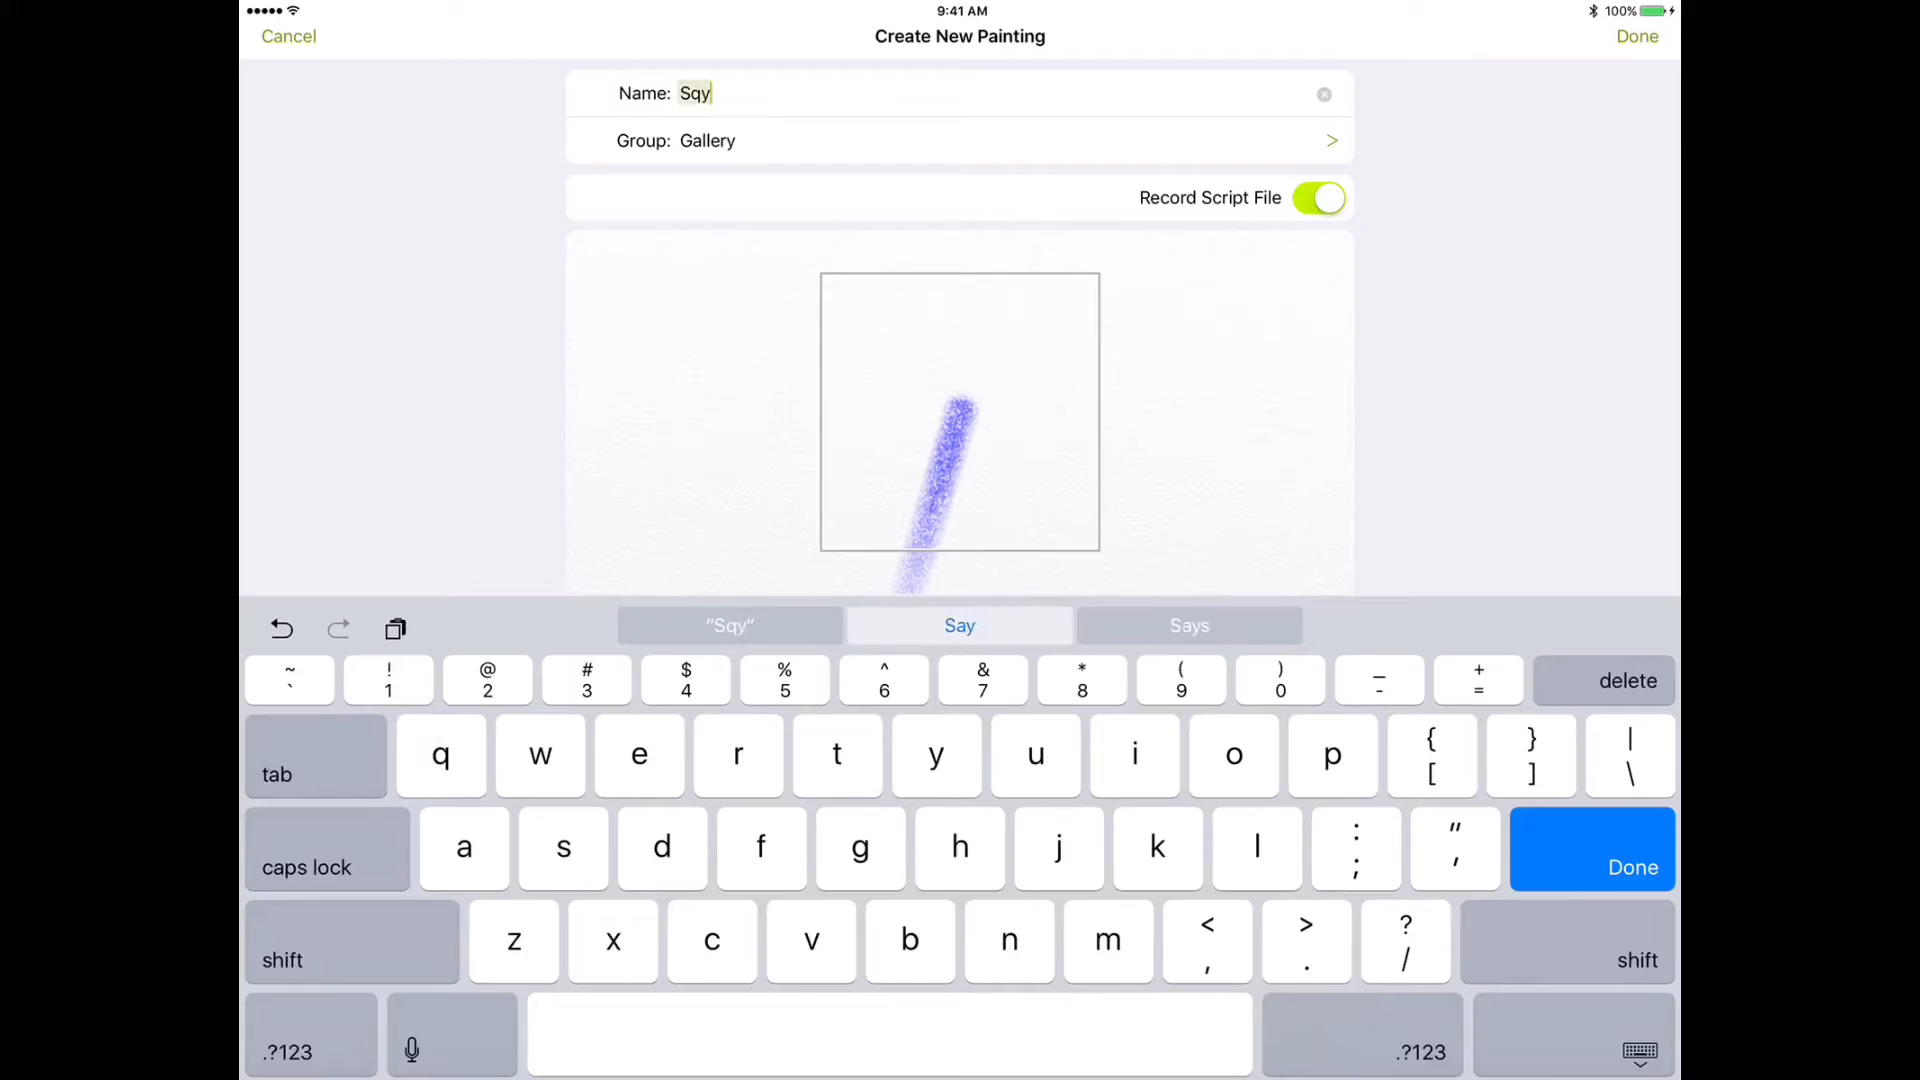 9:41 AM
100%
Cancel
Create New Painting
Done
Name: Sqy
Group: Gallery >
Record Script File
“Sqy“ Say Says
~ ! @ # $ % ^ & * ( ) _ +
` 1 2 3 4 5 6 7 8 9 0 - = delete
tab q w e r t y u i o p { [ } ] | \
caps lock a s d f g h j k l : ; " ' Done
shift z x c v b n m < , > . ? / shift
.?123 .?123